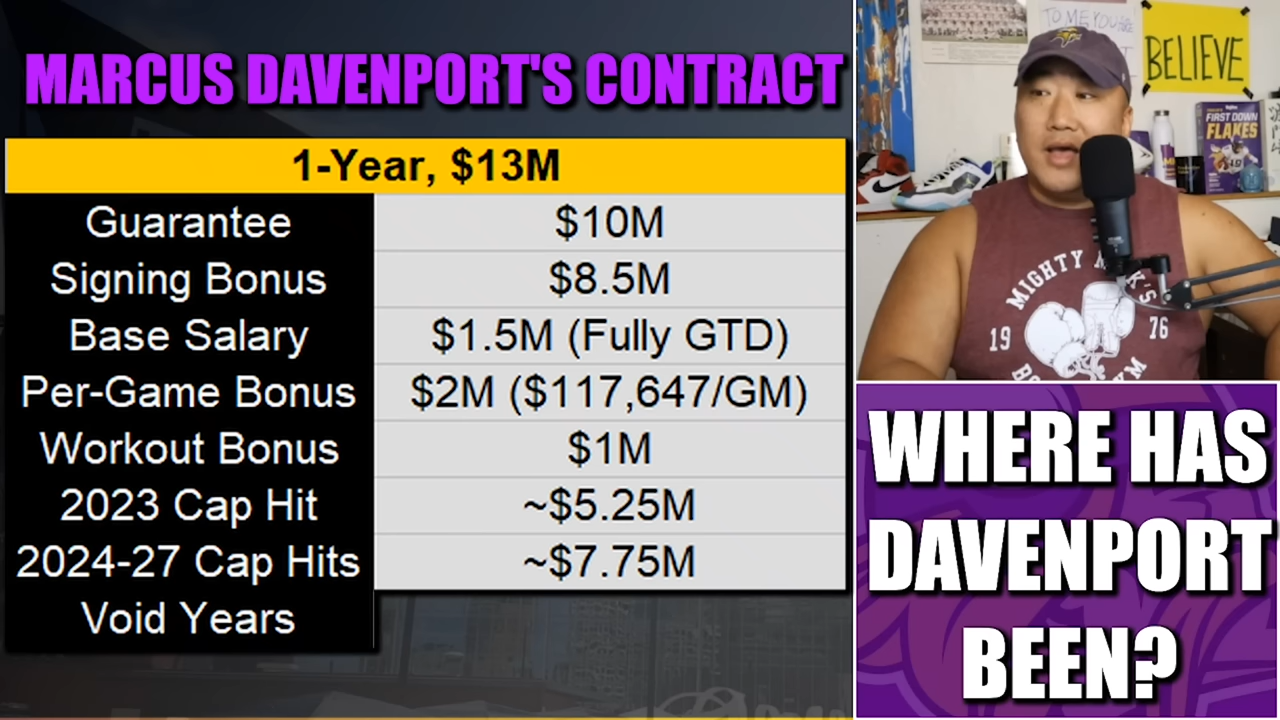 MARCUS DAVENPORT'S CONTRACT
1-Year, $13M
Guarantee $10M
Signing Bonus $8.5M
Base Salary $1.5M (Fully GTD)
Per-Game Bonus $2M ($117,647/GM)
Workout Bonus $1M
2023 Cap Hit ~$5.25M
2024-27 Cap Hits ~$7.75M
Void Years
TO ME YOU
BELIEVE
FIRST DOWN
FLAKES
MIGHTY
19 76
WHERE HAS
DAVENPORT
BEEN?